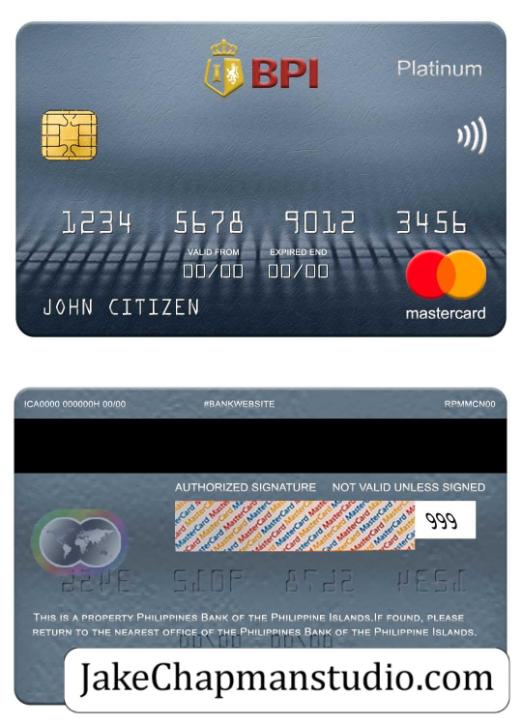 BPI
Platinum
1234 5678 9012 3456
VALID FROM EXPIRED END
00/00 00/00
JOHN CITIZEN
mastercard
ICA0000 000000H 00/00 #BANKWEBSITE RPMMCN00
AUTHORIZED SIGNATURE NOT VALID UNLESS SIGNED
MasterCard MasterCard MasterCard
999
THIS IS A PROPERTY PHILIPPINES BANK OF THE PHILIPPINE ISLANDS.IF FOUND, PLEASE
RETURN TO THE NEAREST OFFICE OF THE PHILIPPINES BANK OF THE PHILIPPINE ISLANDS.
JakeChapmanstudio.com